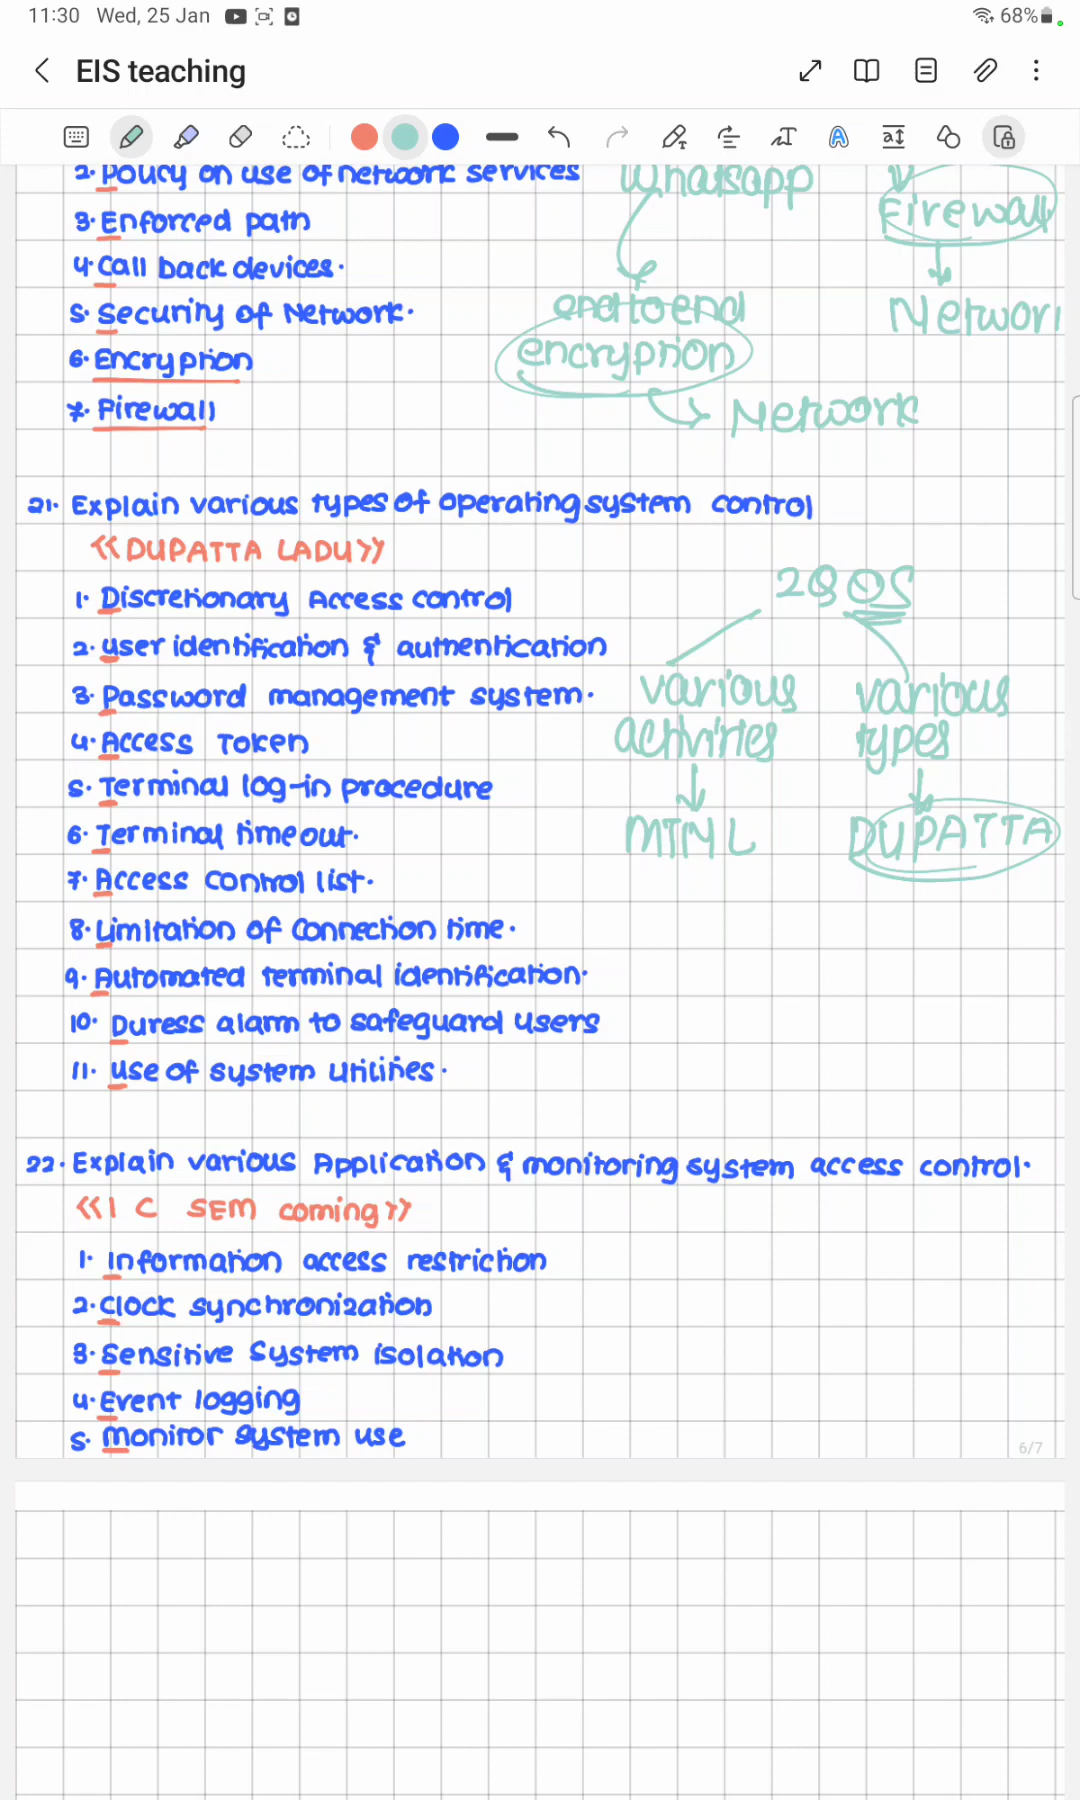 11:30 Wed, 25 Jan 68%
EIS teaching
2. Policy on use of network services
3. Enforced path
4. Call back devices.
5. Security of Network.
6. Encryption
7. Firewall
Whatsapp
end to end
encryption
Network
Firewall
Networ
21. Explain various types of operating system control
<<DUPATTA LADU>>
1. Discretionary Access control
2. user identification & authentication
3. Password management system.
4. Access Token
5. Terminal log-in procedure
6. Terminal time out.
7. Access control list.
8. Limitation of connection time.
9. Automated terminal identification.
10. Duress alarm to safeguard users
11. use of system utilities.
2Q OS
various
activities
MTML
various
types
DUPATTA
22. Explain various Application & monitoring system access control.
<<I C SEM coming>>
1. Information access restriction
2. Clock synchronization
3. Sensitive System isolation
4. Event logging
5. monitor system use
6/7